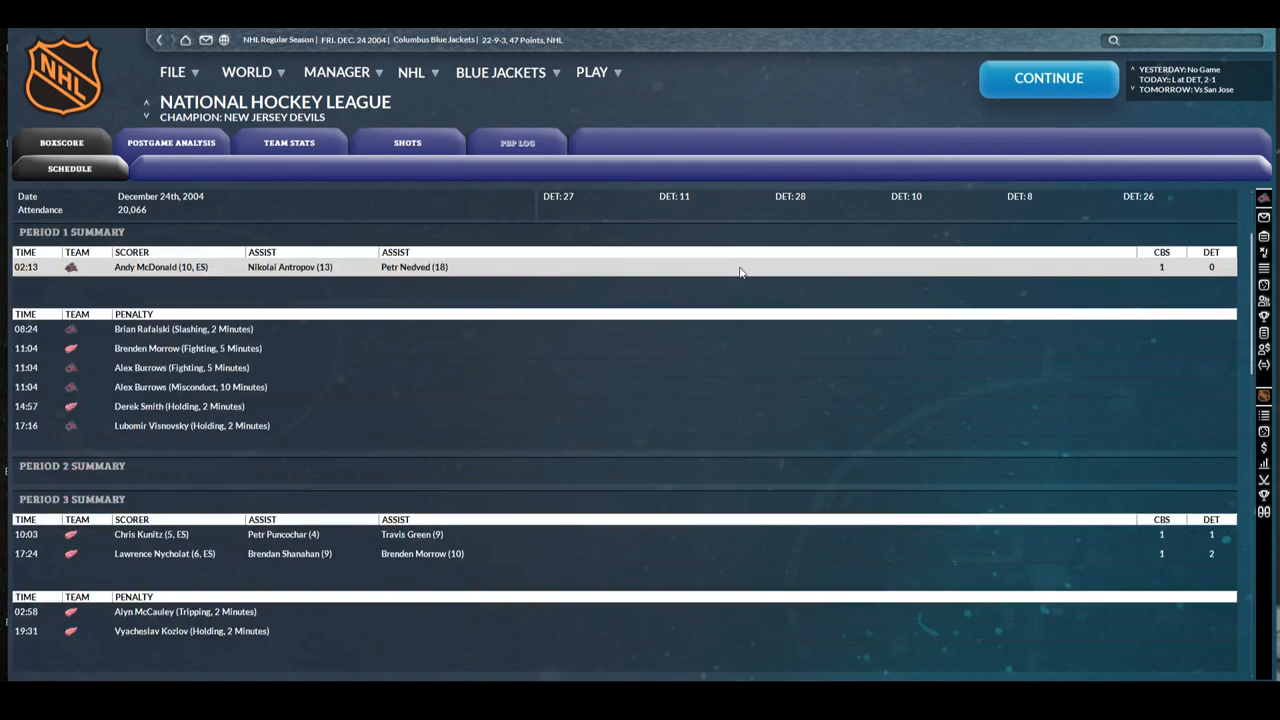 NHL Regular Season | FRI. DEC. 24 2004 | Columbus Blue Jackets | 22-9-3, 47 Points, NHL
NHL
FILE WORLD MANAGER NHL BLUE JACKETS PLAY
CONTINUE
YESTERDAY: No Game
TODAY:: L at DET, 2-1
TOMORROW: Vs San Jose
NATIONAL HOCKEY LEAGUE
CHAMPION: NEW JERSEY DEVILS
BOXSCORE POSTGAME ANALYSIS TEAM STATS SHOTS PBP LOG
SCHEDULE
Date December 24th, 2004 DET: 27 DET: 11 DET: 28 DET: 10 DET: 8 DET: 26
Attendance 20,066
PERIOD 1 SUMMARY
TIME TEAM SCORER ASSIST ASSIST CBS DET
02:13 Andy McDonald (10, ES) Nikolai Antropov (13) Petr Nedved (18) 1 0
TIME TEAM PENALTY
08:24 Brian Rafalski (Slashing, 2 Minutes)
11:04 Brenden Morrow (Fighting, 5 Minutes)
11:04 Alex Burrows (Fighting, 5 Minutes)
11:04 Alex Burrows (Misconduct, 10 Minutes)
14:57 Derek Smith (Holding, 2 Minutes)
17:16 Lubomir Visnovsky (Holding, 2 Minutes)
PERIOD 2 SUMMARY
PERIOD 3 SUMMARY
TIME TEAM SCORER ASSIST ASSIST CBS DET
10:03 Chris Kunitz (5, ES) Petr Puncochar (4) Travis Green (9) 1 1
17:24 Lawrence Nycholat (6, ES) Brendan Shanahan (9) Brenden Morrow (10) 1 2
TIME TEAM PENALTY
02:58 Alyn McCauley (Tripping, 2 Minutes)
19:31 Vyacheslav Kozlov (Holding, 2 Minutes)